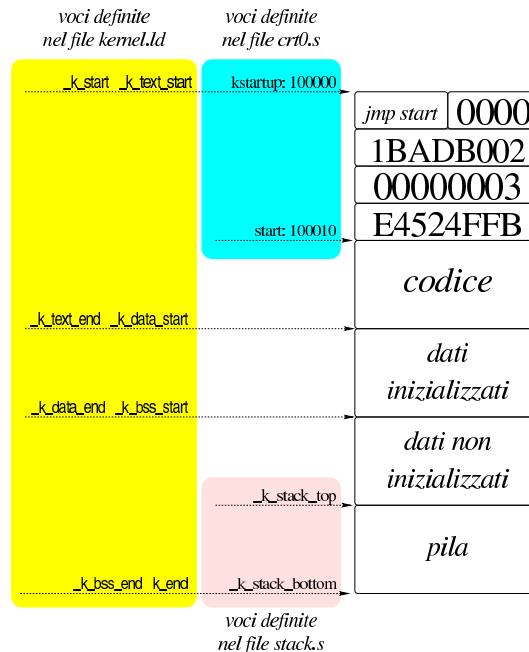 voci definite
nel file kernel.ld
voci definite
nel file crt0.s
_k_start _k_text_start
kstartup: 100000
jmp start 0000
1BADB002
00000003
E4524FFB
start: 100010
codice
_k_text_end _k_data_start
dati
inizializzati
_k_data_end _k_bss_start
dati non
inizializzati
_k_stack_top
pila
_k_bss_end k_end
_k_stack_bottom
voci definite
nel file stack.s